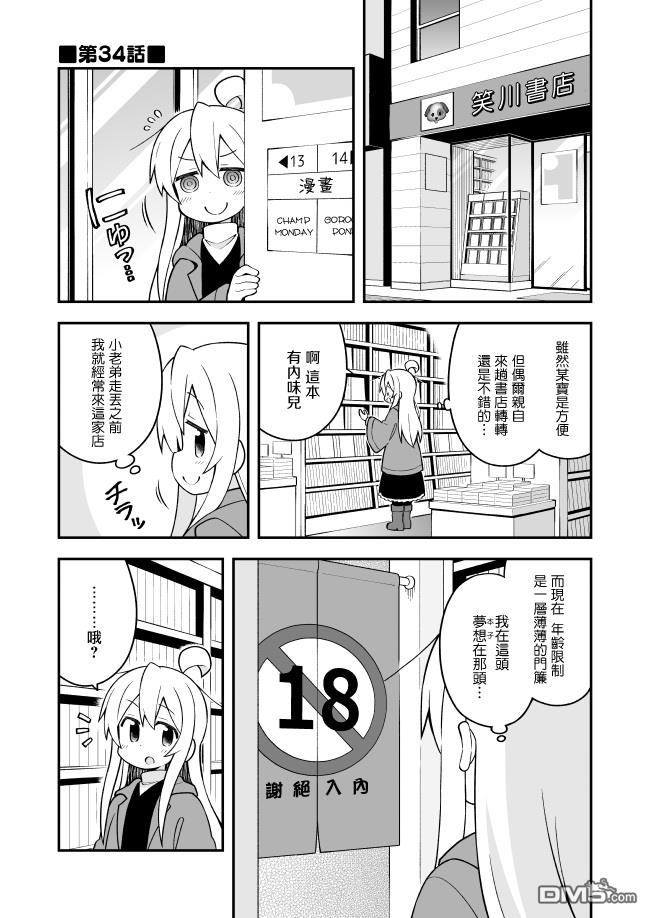 ■第34話■
笑川書店
◀13
14
漫畫
CHAMP
MONDAY
GORO
PON
ニゅっ…
雖然某寶是方便
但偶爾親自
來趟書店轉轉
還是不錯的…
啊 這本
有內味兒
小老弟走丟之前
我就經常來這家店
チラッ
而現在 年齡限制
是一層薄薄的門簾
我在這頭
本子
夢想在那頭…
18
謝絕入內
………哦?
DM5.com